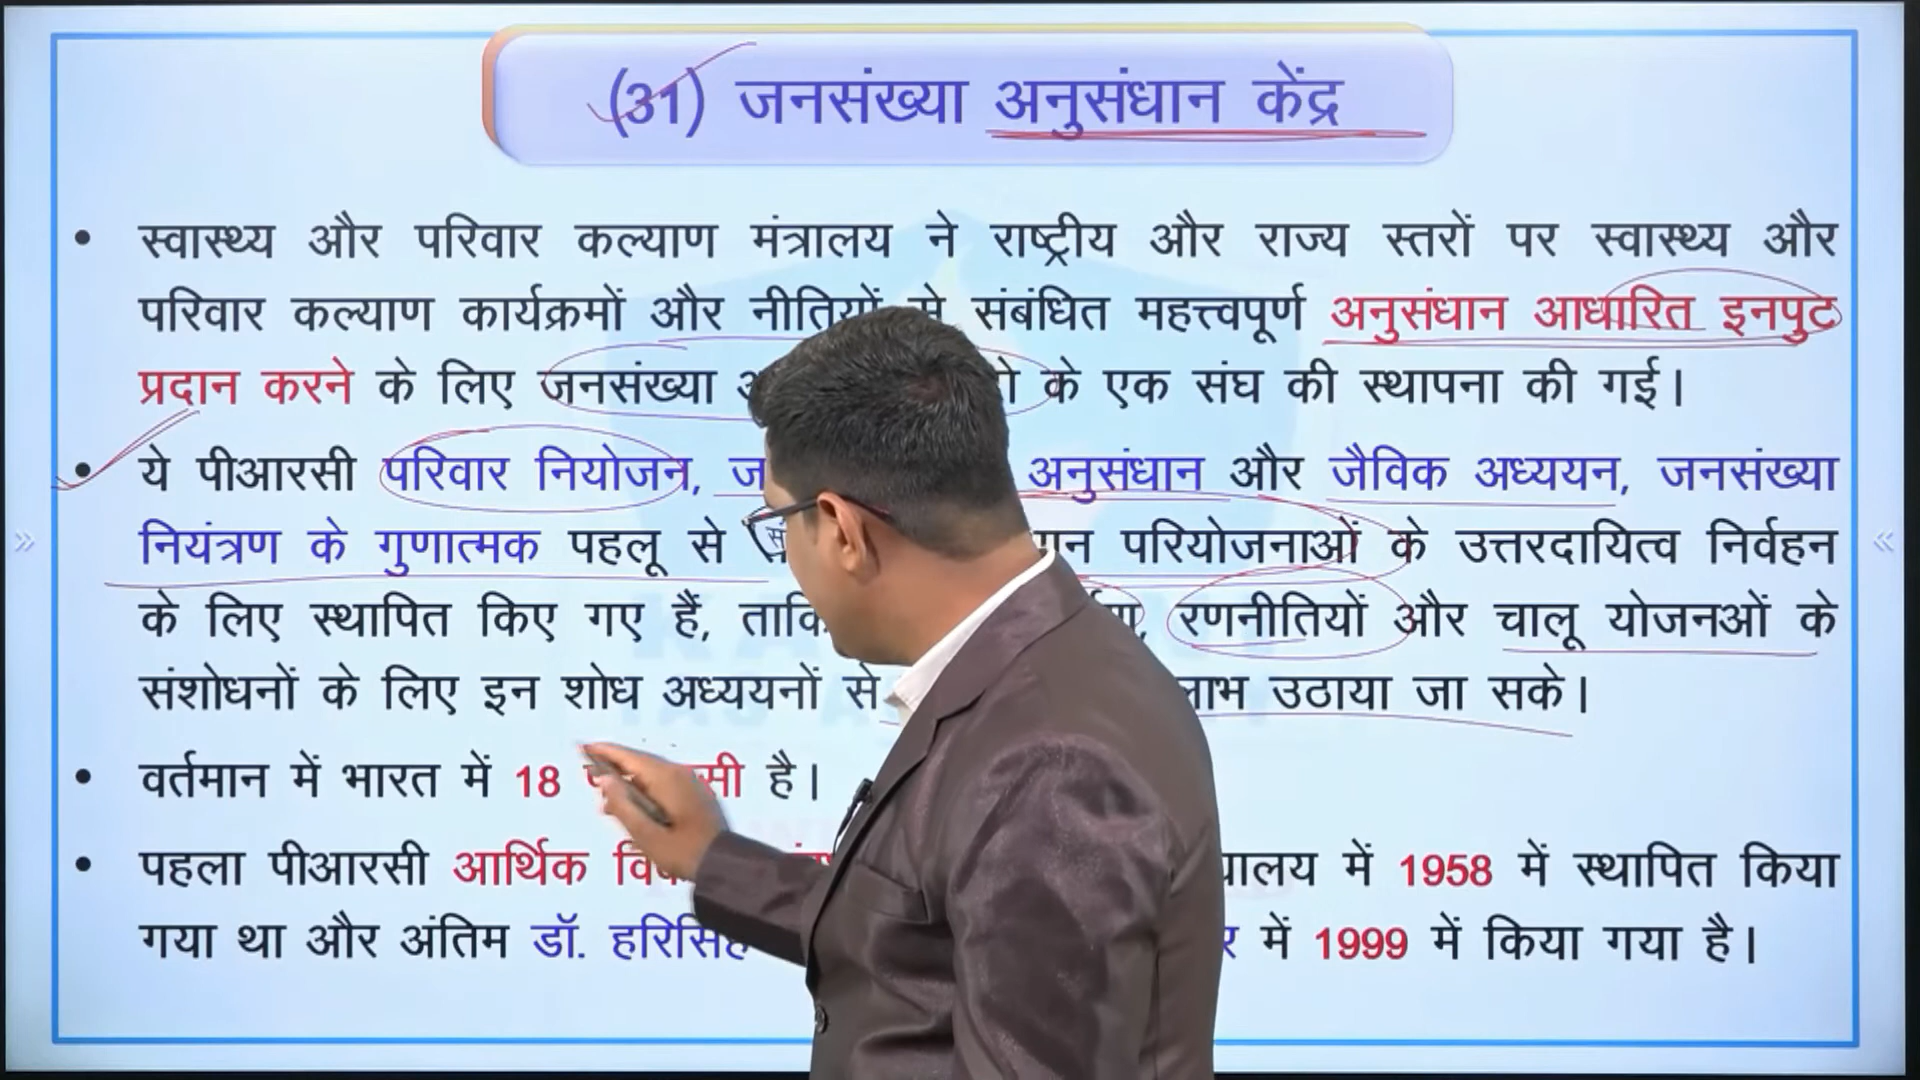 (31) जनसंख्या अनुसंधान केंद्र
स्वास्थ्य और परिवार कल्याण मंत्रालय ने राष्ट्रीय और राज्य स्तरों पर स्वास्थ्य और
परिवार कल्याण कार्यक्रमों और नीतियों से संबंधित महत्त्वपूर्ण अनुसंधान आधारित इनपुट
प्रदान करने के लिए जनसंख्या के एक संघ की स्थापना की गई।
ये पीआरसी परिवार नियोजन, अनुसंधान और जैविक अध्ययन, जनसंख्या
नियंत्रण के गुणात्मक पहलू से परियोजनाओं के उत्तरदायित्व निर्वहन
के लिए स्थापित किए गए हैं, ताकि रणनीतियों और चालू योजनओं के
संशोधनों के लिए इन शोध अध्ययनों से लाभ उठाया जा सके।
वर्तमान में भारत में 18 है।
पहला पीआरसी आर्थिक में 1958 में स्थापित किया
गया था और अंतिम डॉ. में 1999 में किया गया है।